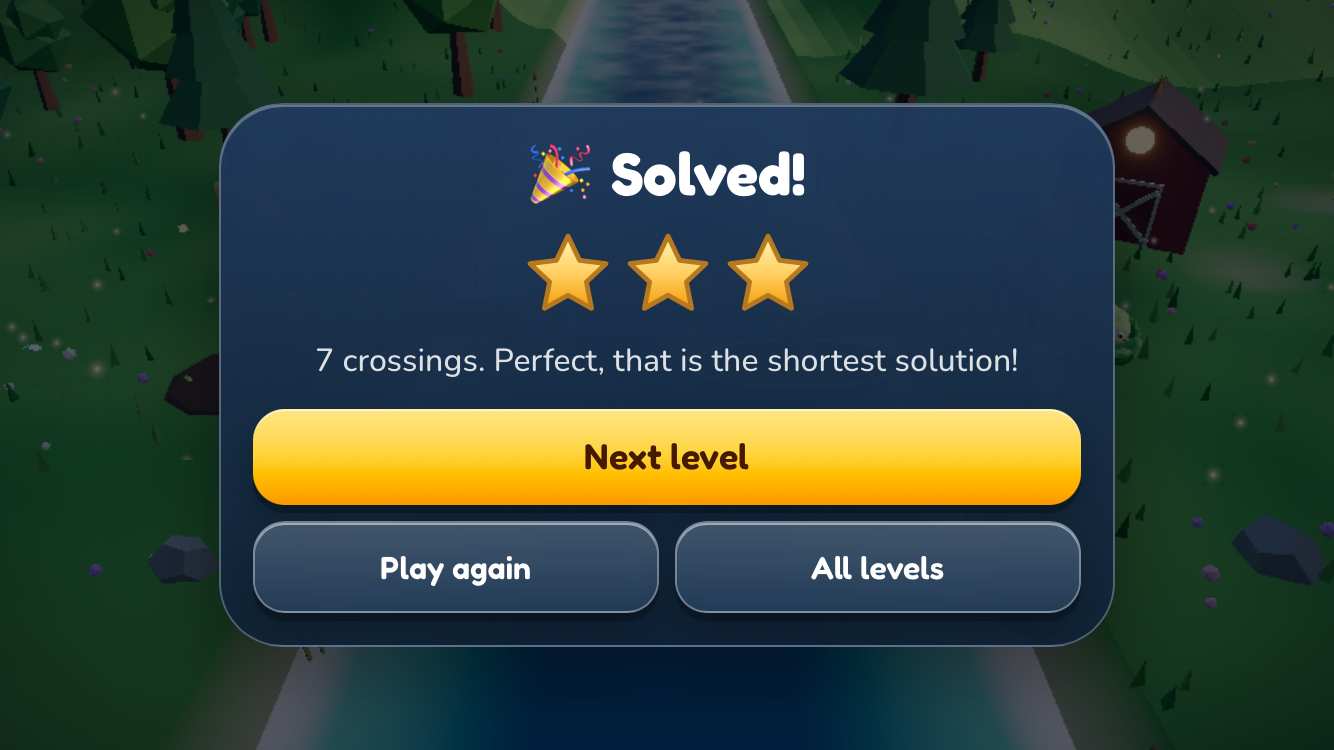 Solved!
7 crossings. Perfect, that is the shortest solution!
Next level
Play again
All levels